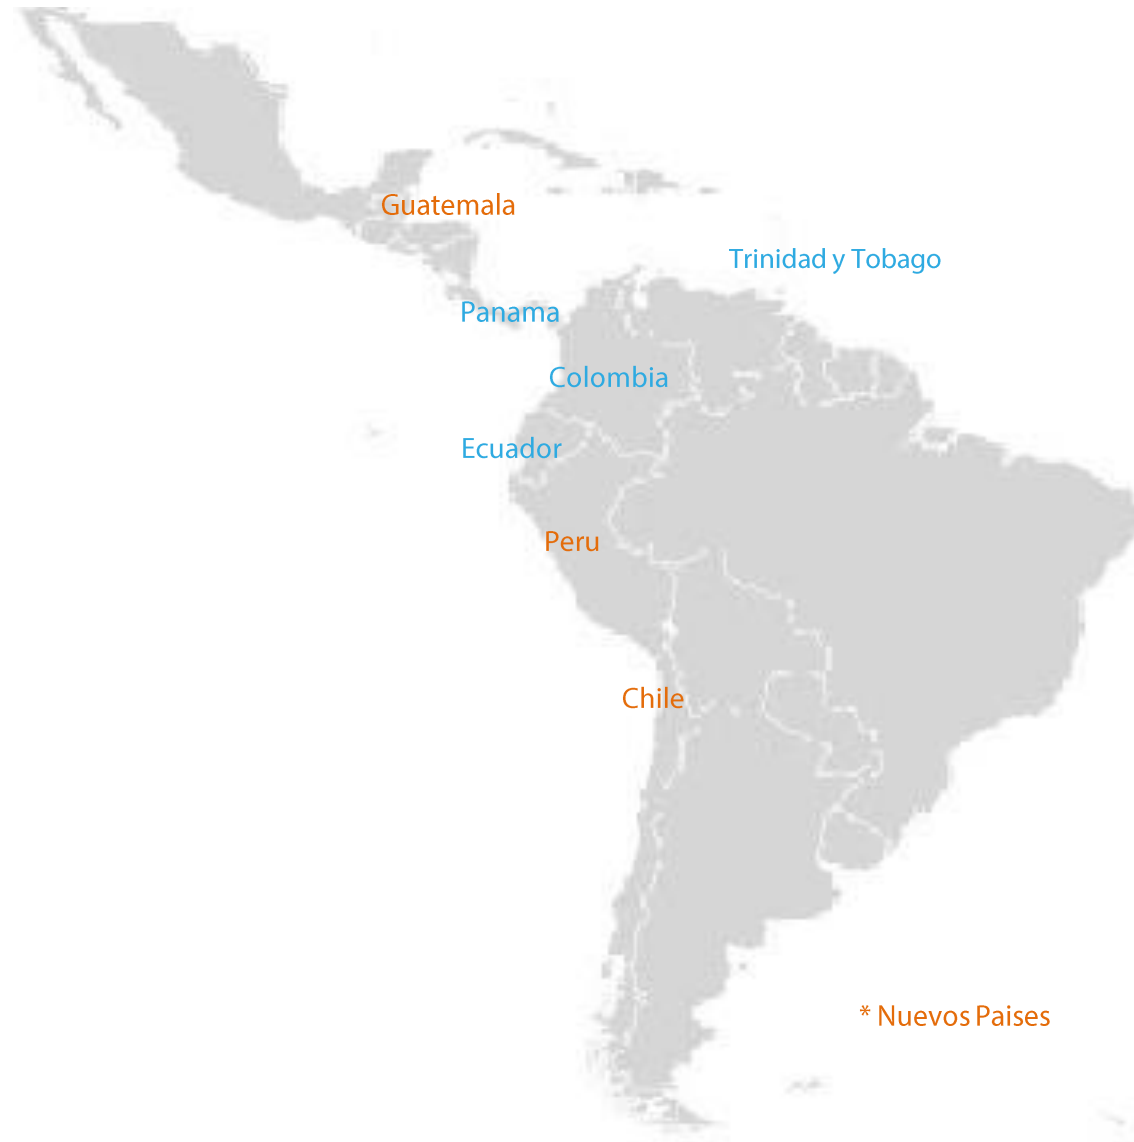 Guatemala
Trinidad y Tobago
Panama
Colombia
Ecuador
Peru
Chile
* Nuevos Paises